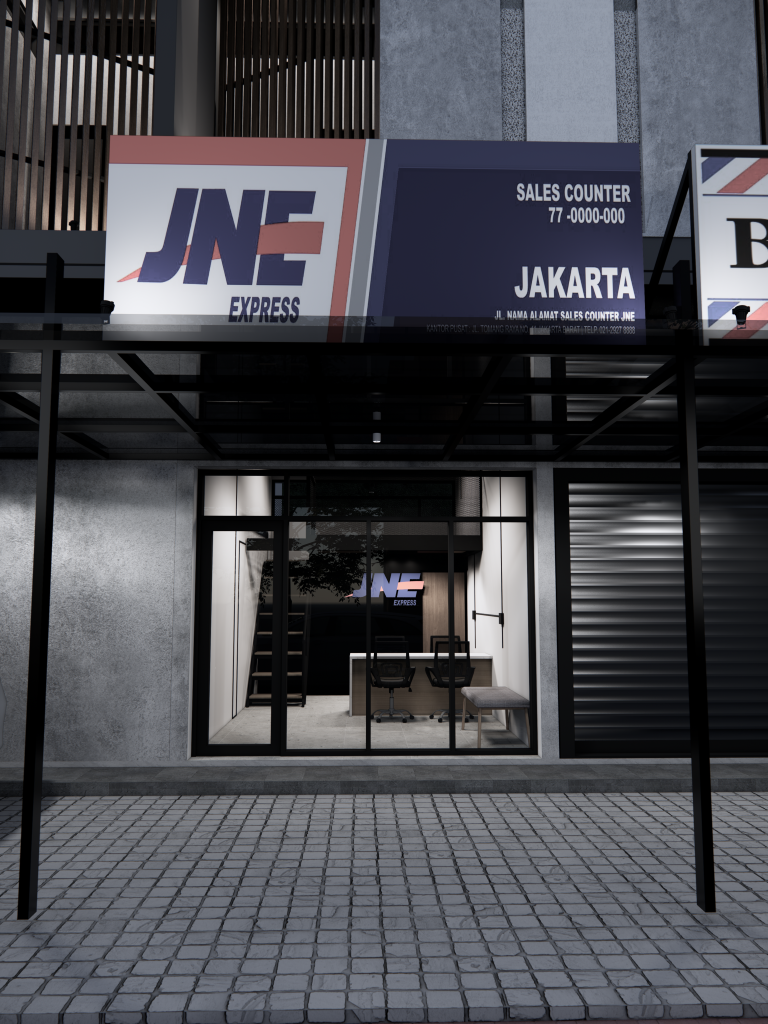 JNE
EXPRESS
SALES COUNTER
77 -0000-000
JAKARTA
JL. NAMA ALAMAT SALES COUNTER JNE
B
JNE
EXPRESS